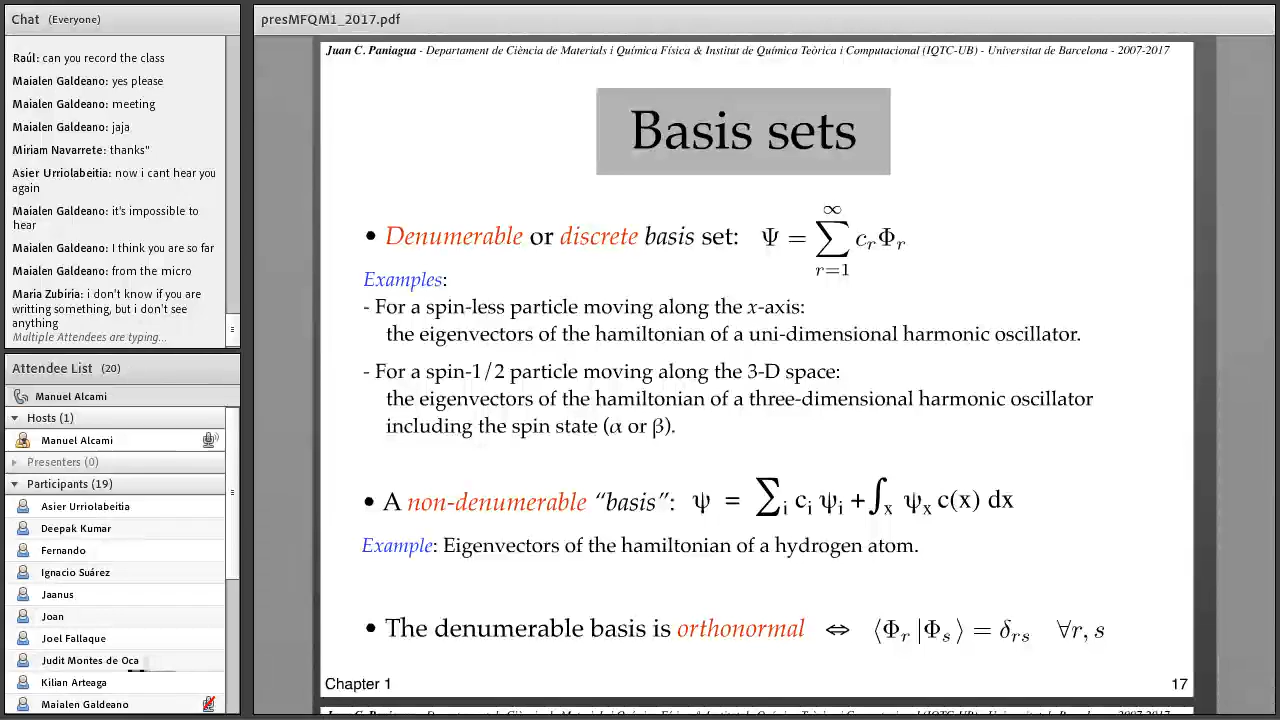 Chat (Everyone)
Raúl: can you record the class
Maialen Galdeano: yes please
Maialen Galdeano: meeting
Maialen Galdeano: jaja
Miriam Navarrete: thanks"
Asier Urriolabeitia: now i cant hear you
again
Maialen Galdeano: it's impossible to
hear
Maialen Galdeano: I think you are so far
Maialen Galdeano: from the micro
Maria Zubiria: i don't know if you are
writting something, but i don't see
anything
Multiple Attendees are typing...
Attendee List (20)
Manuel Alcami
Hosts (1)
Manuel Alcami
Presenters (0)
Participants (19)
Asier Urriolabeitia
Deepak Kumar
Fernando
Ignacio Suárez
Jaanus
Joan
Joel Fallaque
Judit Montes de Oca
Kilian Arteaga
Maialen Galdeano
presMFQM1_2017.pdf
Juan C. Paniagua - Departament de Ciència de Materials i Química Física & Institut de Química Teòrica i Computacional (IQTC-UB) - Universitat de Barcelona - 2007-2017
Basis sets
• Denumerable or discrete basis set: Ψ = ∑_{r=1}^{∞} c_r Φ_r
Examples:
- For a spin-less particle moving along the x-axis:
the eigenvectors of the hamiltonian of a uni-dimensional harmonic oscillator.
- For a spin-1/2 particle moving along the 3-D space:
the eigenvectors of the hamiltonian of a three-dimensional harmonic oscillator
including the spin state (α or β).
• A non-denumerable “basis”: ψ = ∑_i c_i ψ_i + ∫_x ψ_x c(x) dx
Example: Eigenvectors of the hamiltonian of a hydrogen atom.
• The denumerable basis is orthonormal ⇔ ⟨Φ_r |Φ_s ⟩ = δ_rs ∀r, s
Chapter 1
17